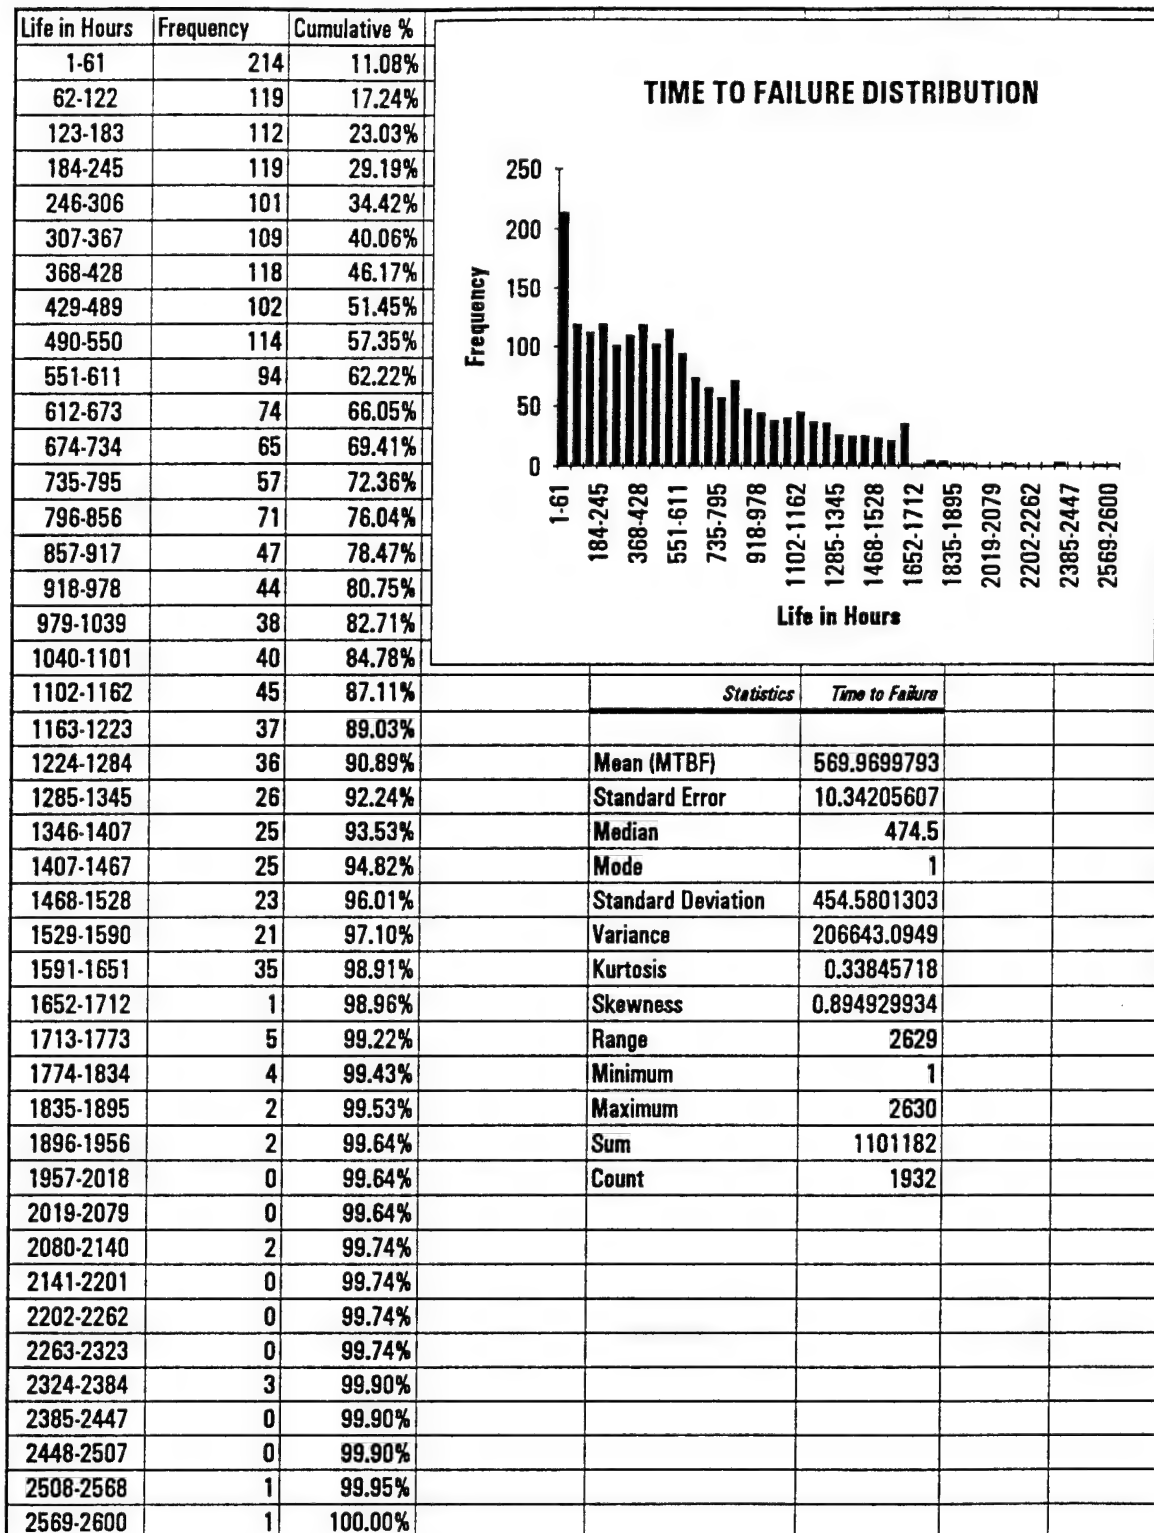 Life in Hours Frequency Cumulative %
1-61 214 11.08%
62-122 119 17.24%
123-183 112 23.03%
184-245 119 29.19%
246-306 101 34.42%
307-367 109 40.06%
368-428 118 46.17%
429-489 102 51.45%
490-550 114 57.35%
551-611 94 62.22%
612-673 74 66.05%
674-734 65 69.41%
735-795 57 72.36%
796-856 71 76.04%
857-917 47 78.47%
918-978 44 80.75%
979-1039 38 82.71%
1040-1101 40 84.78%
1102-1162 45 87.11%
1163-1223 37 89.03%
1224-1284 36 90.89%
1285-1345 26 92.24%
1346-1407 25 93.53%
1407-1467 25 94.82%
1468-1528 23 96.01%
1529-1590 21 97.10%
1591-1651 35 98.91%
1652-1712 1 98.96%
1713-1773 5 99.22%
1774-1834 4 99.43%
1835-1895 2 99.53%
1896-1956 2 99.64%
1957-2018 0 99.64%
2019-2079 0 99.64%
2080-2140 2 99.74%
2141-2201 0 99.74%
2202-2262 0 99.74%
2263-2323 0 99.74%
2324-2384 3 99.90%
2385-2447 0 99.90%
2448-2507 0 99.90%
2508-2568 1 99.95%
2569-2600 1 100.00%
TIME TO FAILURE DISTRIBUTION
Frequency
250
200
150
100
50
0
1-61
184-245
368-428
551-611
735-795
918-978
1102-1162
1285-1345
1468-1528
1652-1712
1835-1895
2019-2079
2202-2262
2385-2447
2569-2600
Life in Hours
Statistics Time to Failure
Mean (MTBF) 569.9699793
Standard Error 10.34205607
Median 474.5
Mode 1
Standard Deviation 454.5801303
Variance 206643.0949
Kurtosis 0.33845718
Skewness 0.894929934
Range 2629
Minimum 1
Maximum 2630
Sum 1101182
Count 1932